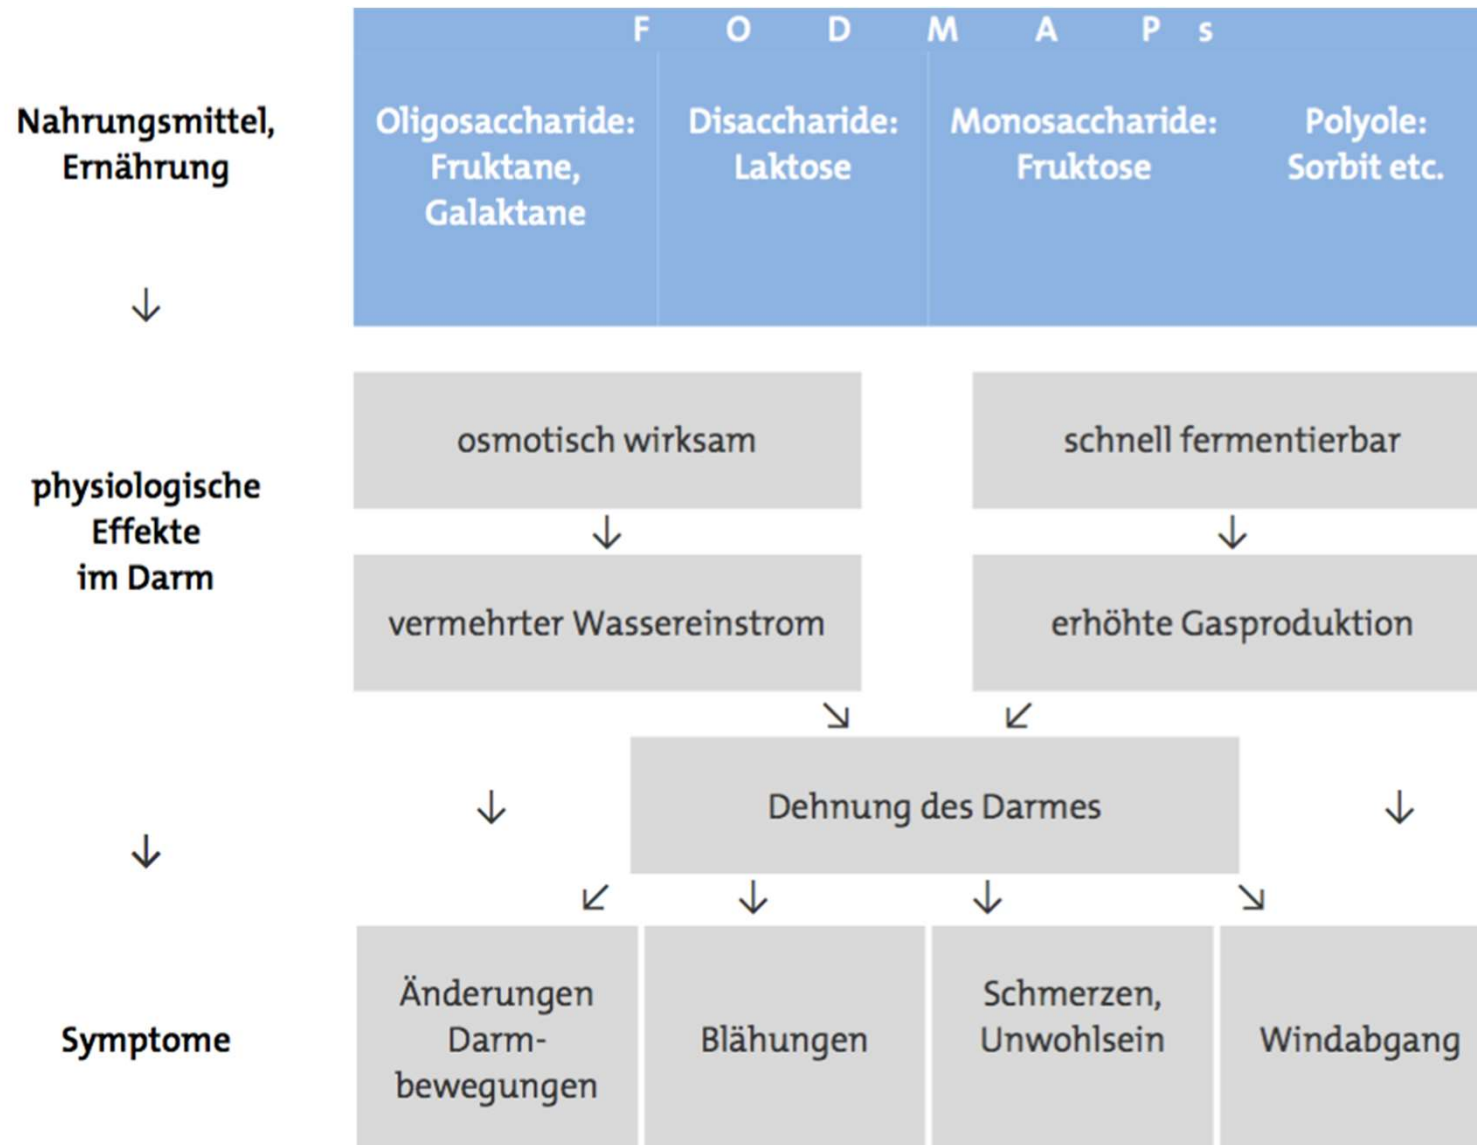 F O D M A P s
Nahrungsmittel,
Ernährung
Oligosaccharide:
Fruktane,
Galaktane
Disaccharide:
Laktose
Monosaccharide:
Fruktose
Polyole:
Sorbit etc.
↓
physiologische
Effekte
im Darm
osmotisch wirksam
schnell fermentierbar
↓ ↓
vermehrter Wassereinstrom
erhöhte Gasproduktion
↘ ↙
↓
↓
Dehnung des Darmes
↓
↙ ↓ ↓ ↘
Symptome
Änderungen
Darm-
bewegungen
Blähungen
Schmerzen,
Unwohlsein
Windabgang